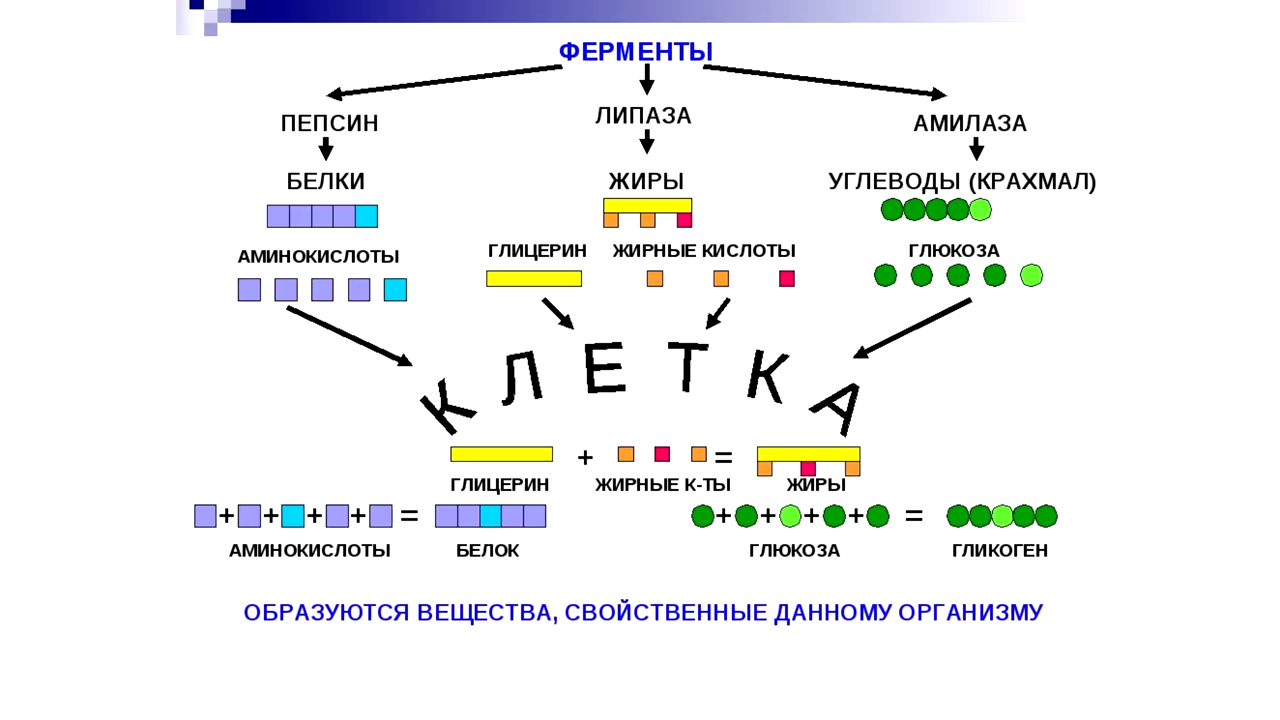 ФЕРМЕНТЫ
ПЕПСИН ЛИПАЗА АМИЛАЗА
БЕЛКИ ЖИРЫ УГЛЕВОДЫ (КРАХМАЛ)
АМИНОКИСЛОТЫ ГЛИЦЕРИН ЖИРНЫЕ КИСЛОТЫ ГЛЮКОЗА
КЛЕТКА
+ =
ГЛИЦЕРИН ЖИРНЫЕ К-ТЫ ЖИРЫ
+ + + + = + + + + =
АМИНОКИСЛОТЫ БЕЛОК ГЛЮКОЗА ГЛИКОГЕН
ОБРАЗУЮТСЯ ВЕЩЕСТВА, СВОЙСТВЕННЫЕ ДАННОМУ ОРГАНИЗМУ